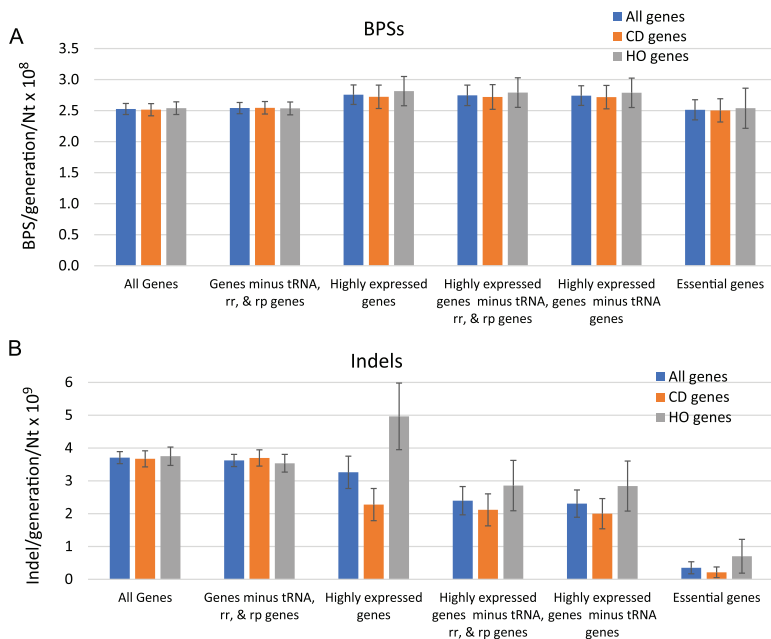 A
BPSs
All genes
CD genes
HO genes
BPS/generation/Nt x 10⁸
3.5
3.0
2.5
2.0
1.5
1.0
0.5
0.0
All Genes
Genes minus tRNA,
rr, & rp genes
Highly expressed
genes
Highly expressed
genes minus tRNA,
rr, & rp genes
Highly expressed
genes minus tRNA
genes
Essential genes
B
Indels
All genes
CD genes
HO genes
Indel/generation/Nt x 10⁹
6
5
4
3
2
1
0
All Genes
Genes minus tRNA,
rr, & rp genes
Highly expressed
genes
Highly expressed
genes minus tRNA,
rr, & rp genes
Highly expressed
genes minus tRNA
genes
Essential genes